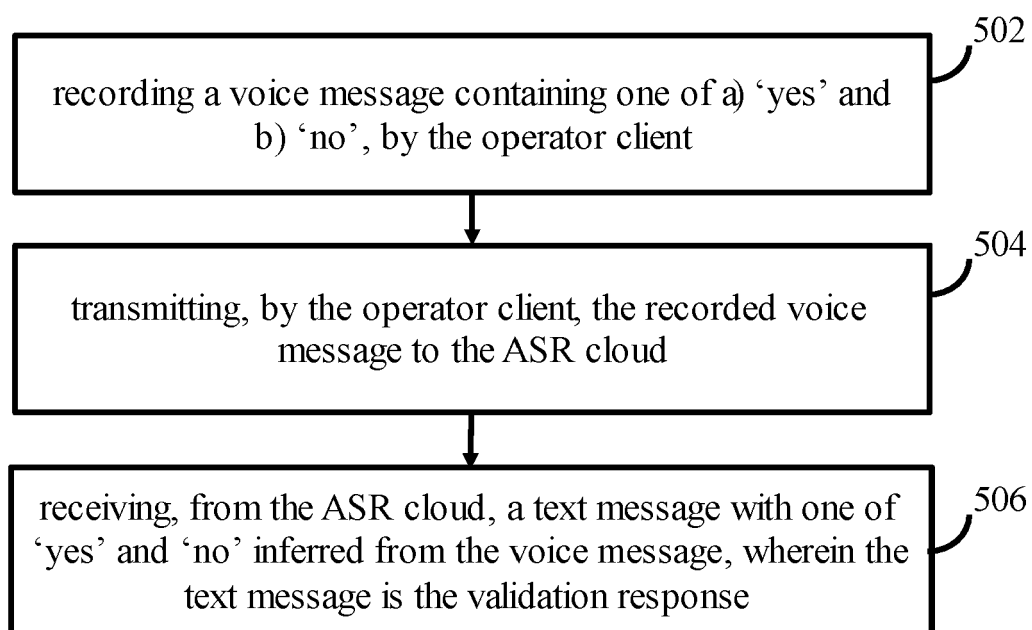 502
recording a voice message containing one of a) ‘yes’ and
b) ‘no’, by the operator client
504
transmitting, by the operator client, the recorded voice
message to the ASR cloud
506
receiving, from the ASR cloud, a text message with one of
‘yes’ and ‘no’ inferred from the voice message, wherein the
text message is the validation response